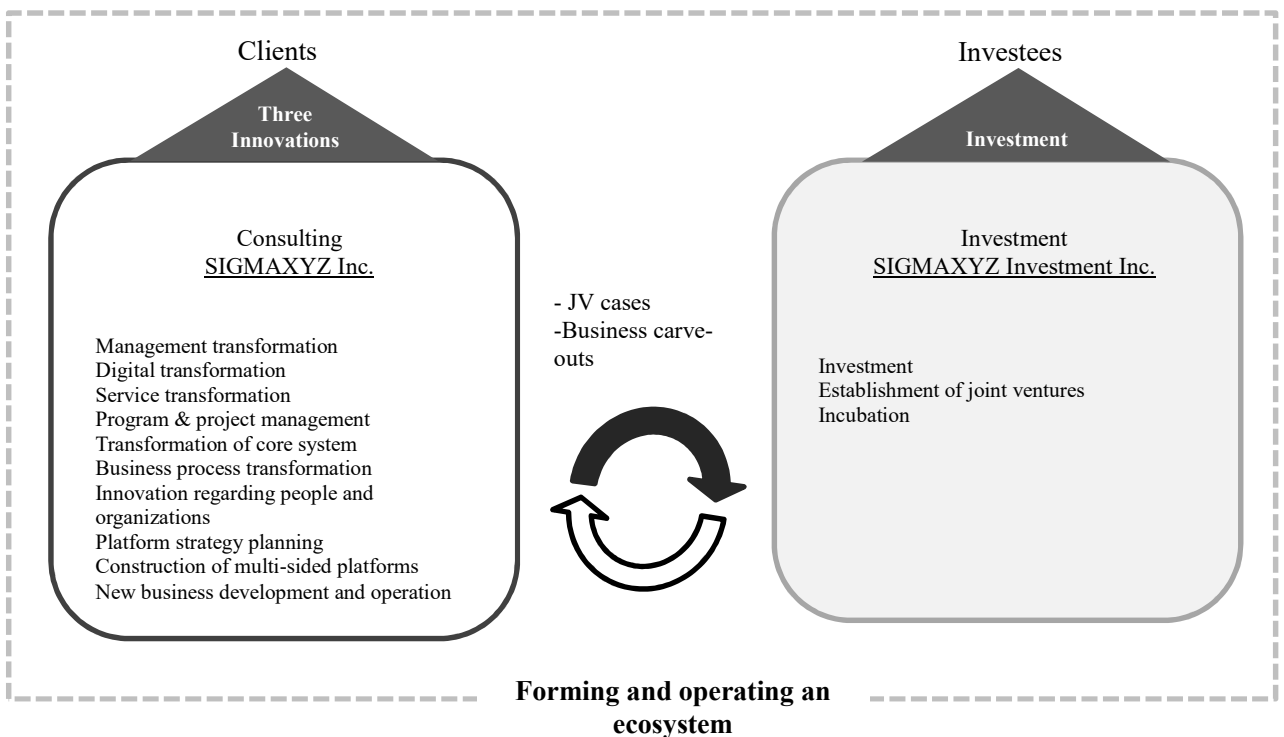 Clients
Three
Innovations
Consulting
SIGMAXYZ Inc.
Management transformation
Digital transformation
Service transformation
Program & project management
Transformation of core system
Business process transformation
Innovation regarding people and
organizations
Platform strategy planning
Construction of multi-sided platforms
New business development and operation
- JV cases
-Business carve-
outs
Investees
Investment
Investment
SIGMAXYZ Investment Inc.
Investment
Establishment of joint ventures
Incubation
Forming and operating an
ecosystem